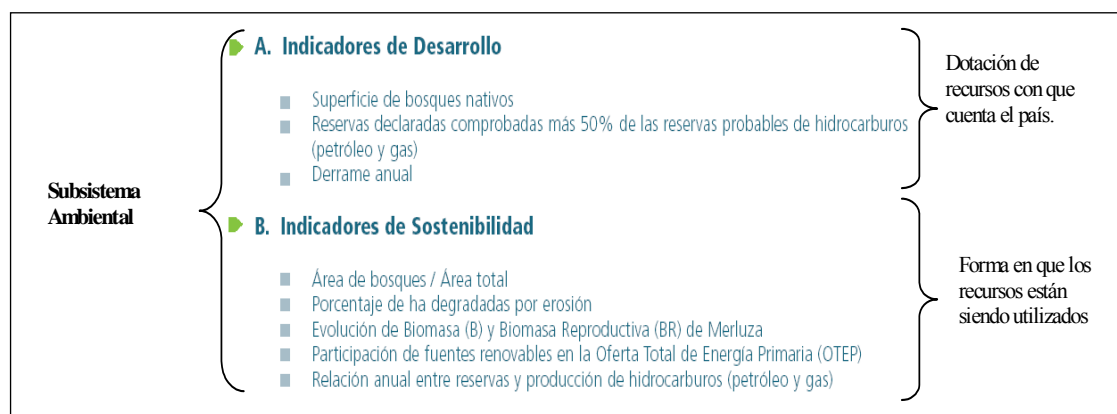 Subsistema
Ambiental
A. Indicadores de Desarrollo
Superficie de bosques nativos
Reservas declaradas comprobadas más 50% de las reservas probables de hidrocarburos
(petróleo y gas)
Derrame anual
Dotación de
recursos con que
cuenta el país.
B. Indicadores de Sostenibilidad
Área de bosques / Área total
Porcentaje de ha degradadas por erosión
Evolución de Biomasa (B) y Biomasa Reproductiva (BR) de Merluza
Participación de fuentes renovables en la Oferta Total de Energía Primaria (OTEP)
Relación anual entre reservas y producción de hidrocarburos (petróleo y gas)
Forma en que los
recursos están
siendo utilizados